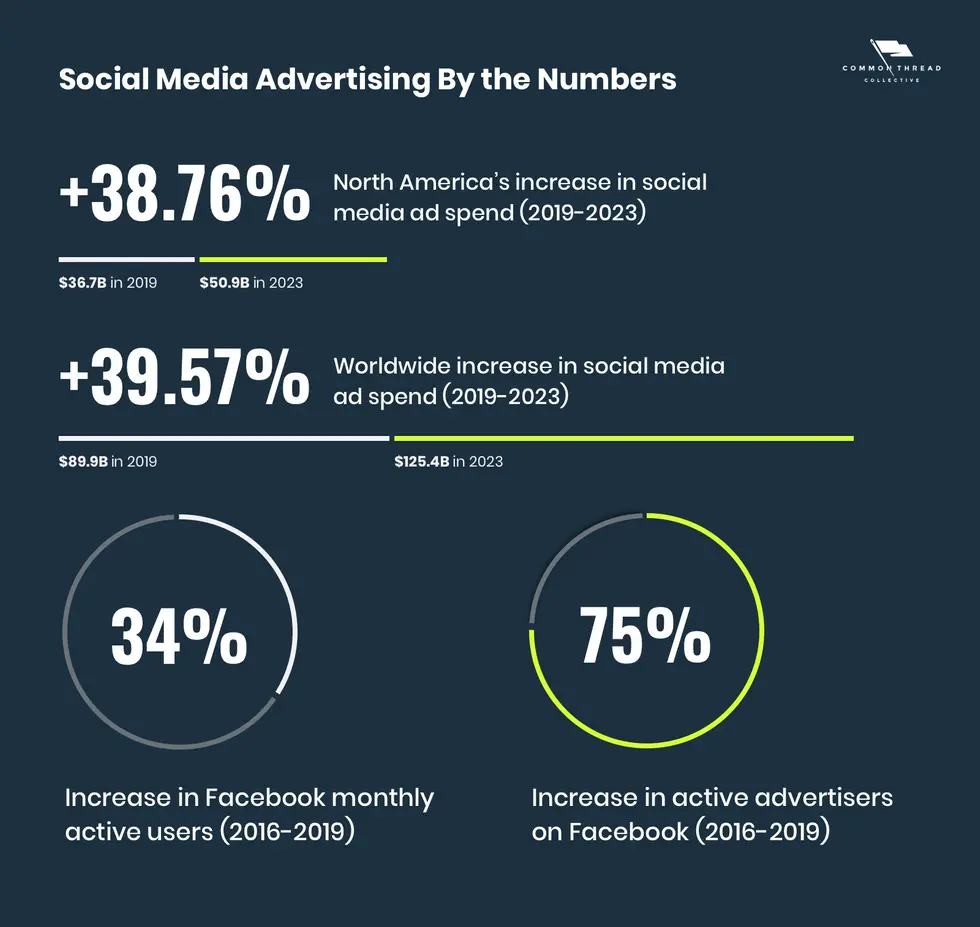 Social Media Advertising By the Numbers
COMMON THREAD
COLLECTIVE
+38.76%
North America’s increase in social
media ad spend (2019-2023)
$36.7B in 2019
$50.9B in 2023
+39.57%
Worldwide increase in social media
ad spend (2019-2023)
$89.9B in 2019
$125.4B in 2023
34%
Increase in Facebook monthly
active users (2016-2019)
75%
Increase in active advertisers
on Facebook (2016-2019)